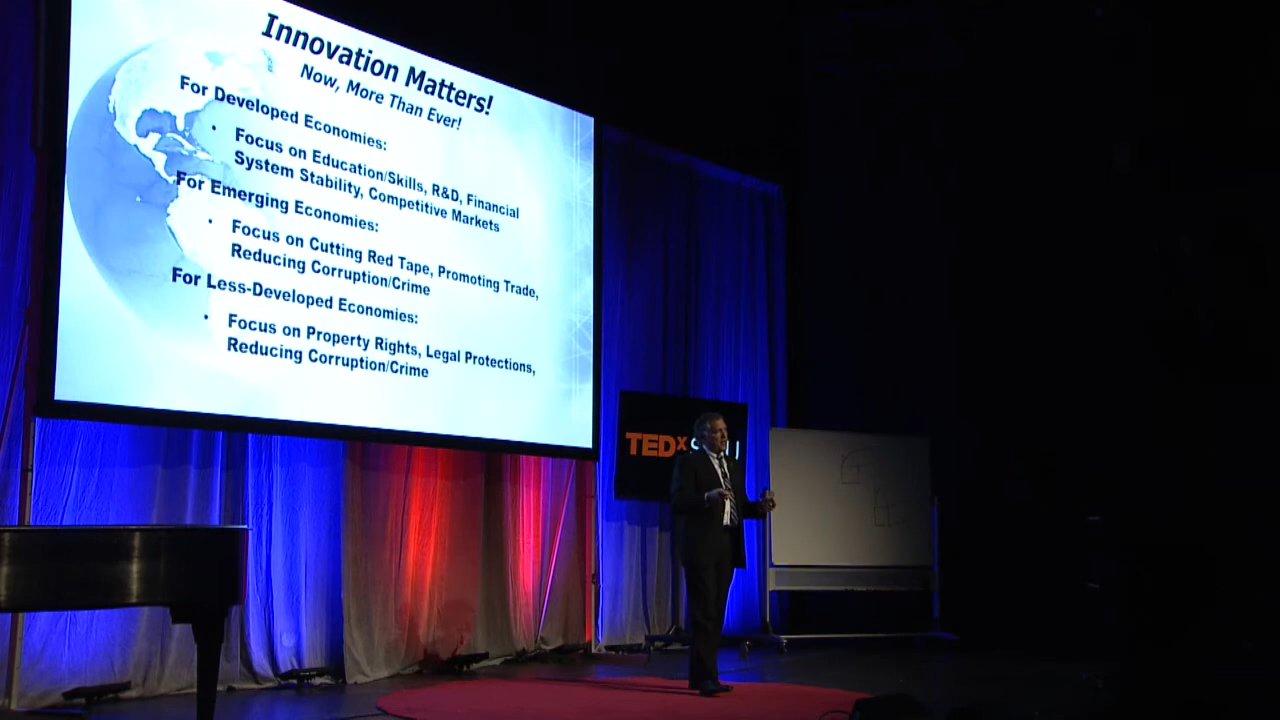 Innovation Matters!
Now, More Than Ever!
For Developed Economies:
• Focus on Education/Skills, R&D, Financial
System Stability, Competitive Markets
For Emerging Economies:
• Focus on Cutting Red Tape, Promoting Trade,
Reducing Corruption/Crime
For Less-Developed Economies:
• Focus on Property Rights, Legal Protections,
Reducing Corruption/Crime
TEDx